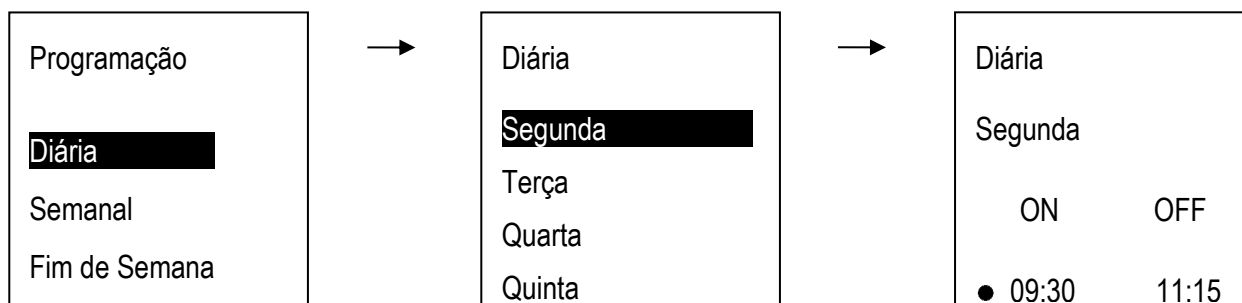 Programação
Diária
Semanal
Fim de Semana
Diária
Segunda
Terça
Quarta
Quinta
Diária
Segunda
ON OFF
● 09:30 11:15